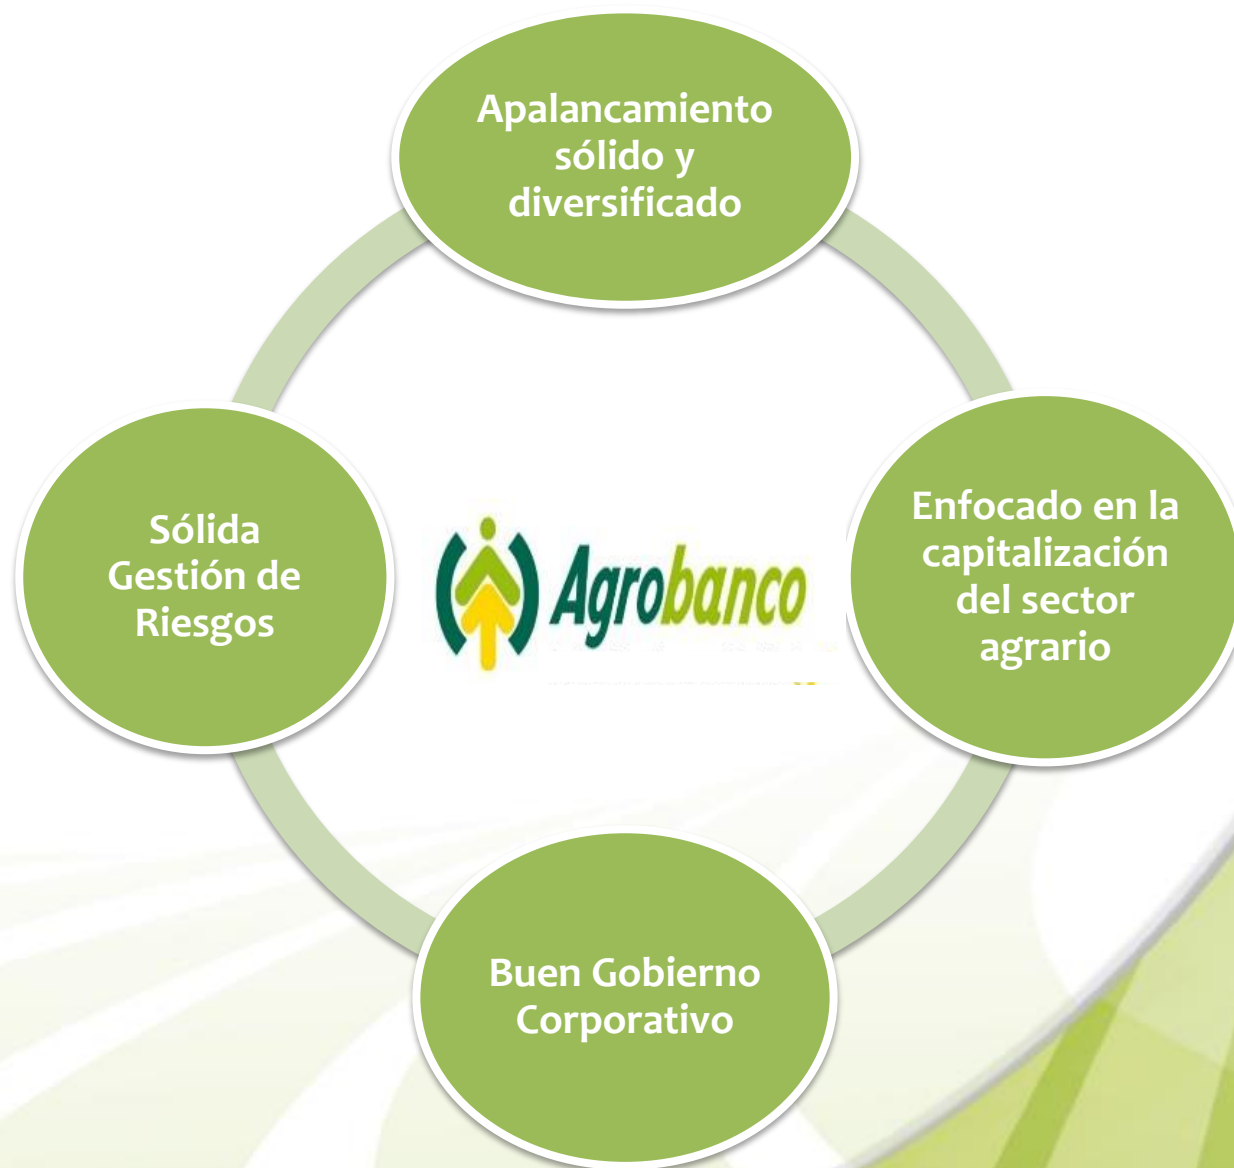 Apalancamiento
sólido y
diversificado
Sólida
Gestión de
Riesgos
Agrobanco
Enfocado en la
capitalización
del sector
agrario
Buen Gobierno
Corporativo